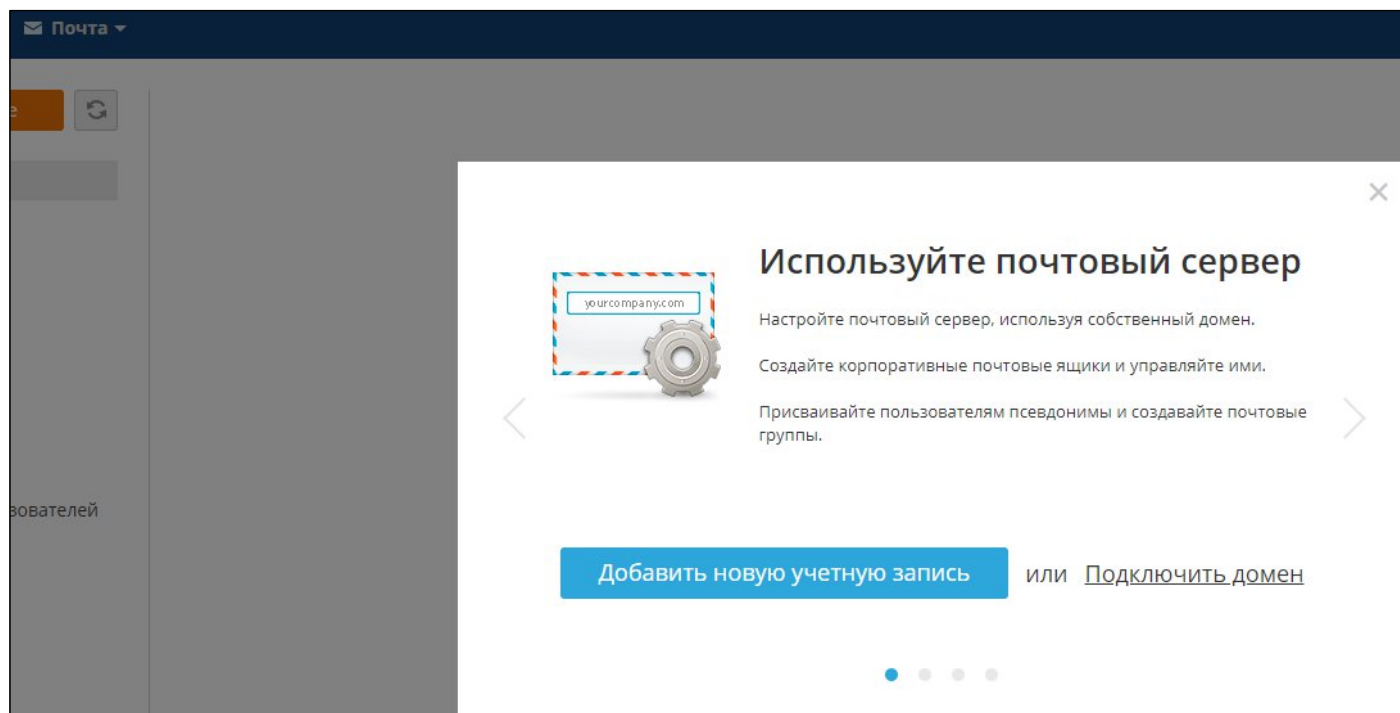 Почта
Используйте почтовый сервер
yourcompany.com
Настройте почтовый сервер, используя собственный домен.
Создайте корпоративные почтовые ящики и управляйте ими.
Присваивайте пользователям псевдонимы и создавайте почтовые
группы.
зователей
Добавить новую учетную запись или Подключить домен